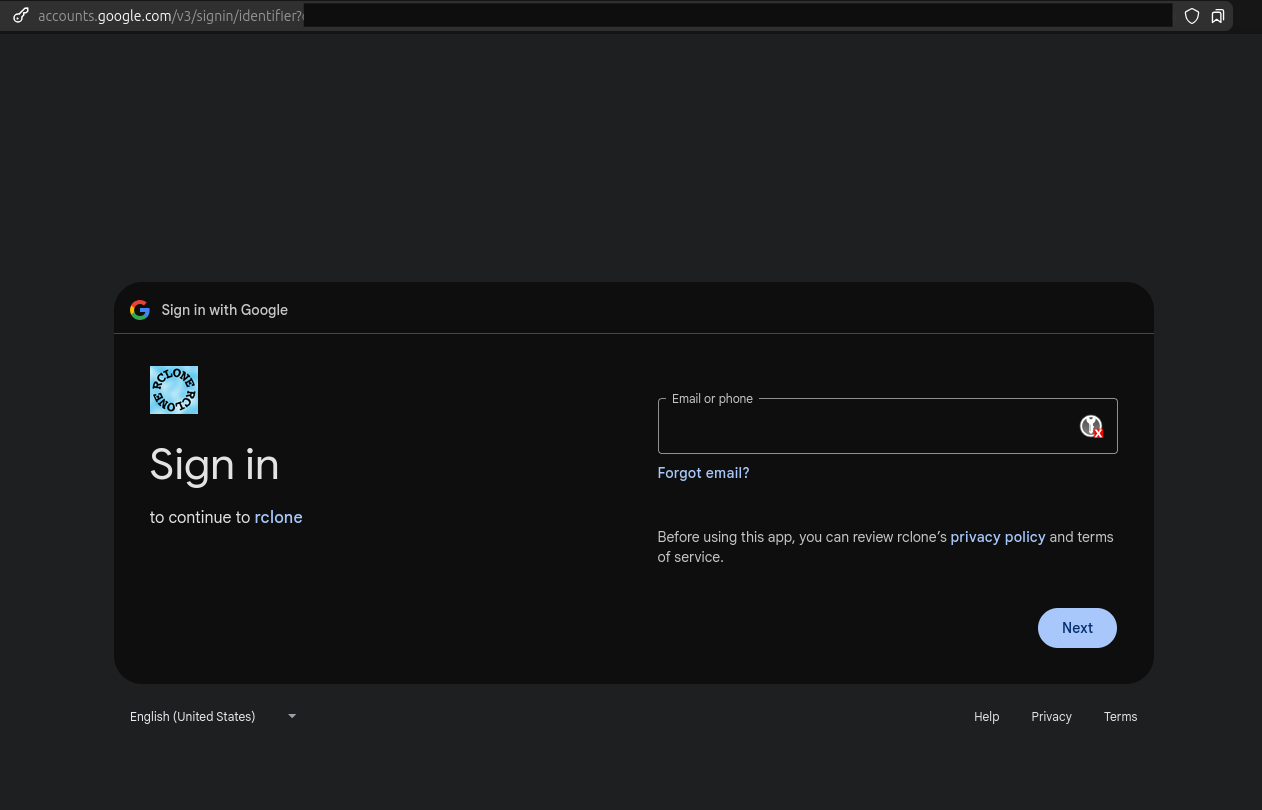 accounts.google.com/v3/signin/identifier?
Sign in with Google
RCLONE RCLONE
Sign in
to continue to rclone
Email or phone
Forgot email?
Before using this app, you can review rclone’s privacy policy and terms
of service.
Next
English (United States)
Help Privacy Terms